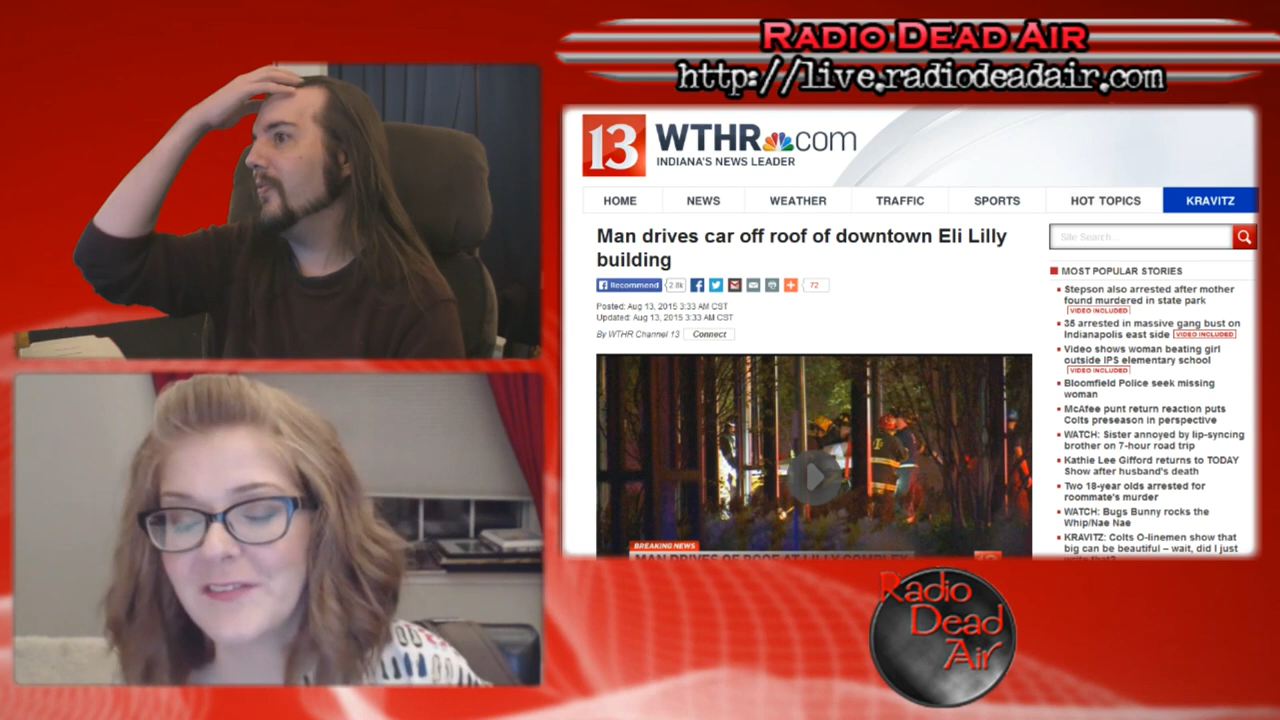 Radio Dead Air
http://live.radiodeadair.com
13 WTHR.com
INDIANA'S NEWS LEADER
HOME NEWS WEATHER TRAFFIC SPORTS HOT TOPICS KRAVITZ
Man drives car off roof of downtown Eli Lilly
building
Recommend 2.8k 72
Posted: Aug 13, 2015 3:33 AM CST
Updated: Aug 13, 2015 3:33 AM CST
By WTHR Channel 13 Connect
BREAKING NEWS
MAN DRIVES OF ROOF AT LILLY COMPLEX
Site Search
MOST POPULAR STORIES
Stepson also arrested after mother
found murdered in state park
VIDEO INCLUDED
35 arrested in massive gang bust on
Indianapolis east side VIDEO INCLUDED
Video shows woman beating girl
outside IPS elementary school
VIDEO INCLUDED
Bloomfield Police seek missing
woman
McAfee punt return reaction puts
Colts preseason in perspective
WATCH: Sister annoyed by lip-syncing
brother on 7-hour road trip
Kathie Lee Gifford returns to TODAY
Show after husband's death
Two 18-year olds arrested for
roommate's murder
WATCH: Bugs Bunny rocks the
Whip/Nae Nae
KRAVITZ: Colts O-linemen show that
big can be beautiful – wait, did I just
Radio
Dead
Air